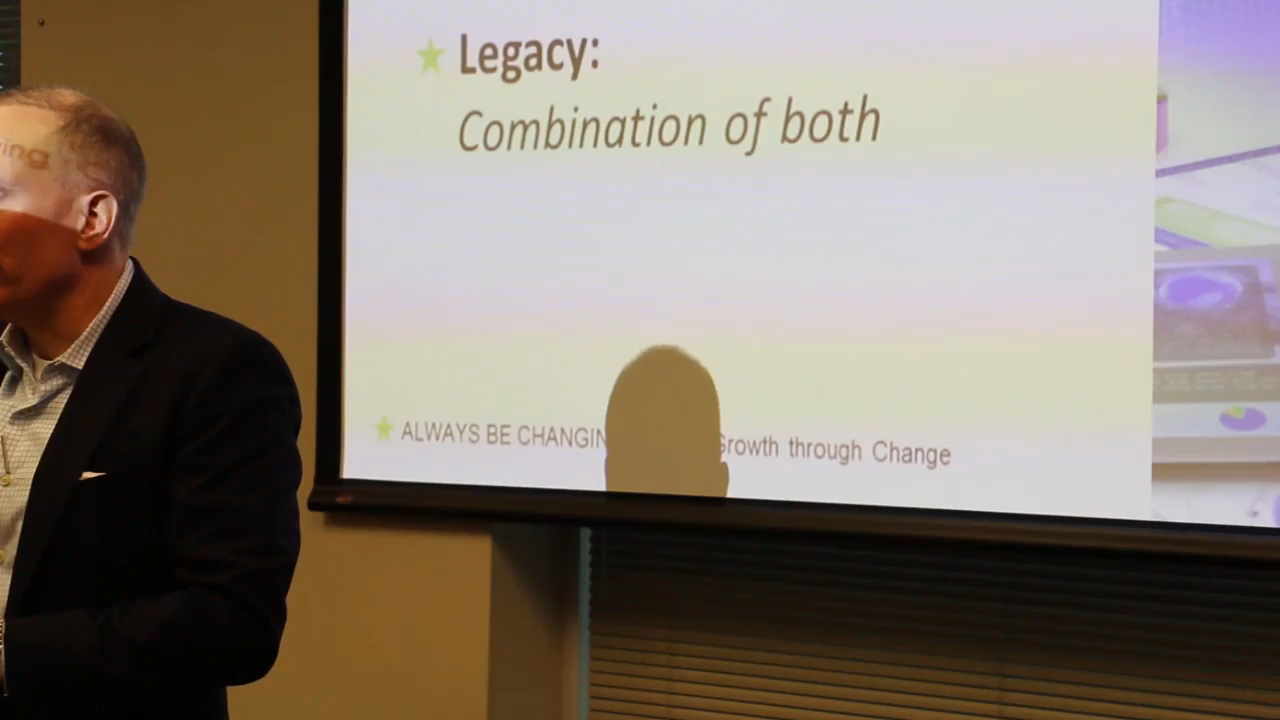 Legacy:
Combination of both
ALWAYS BE CHANGIN
Growth through Change